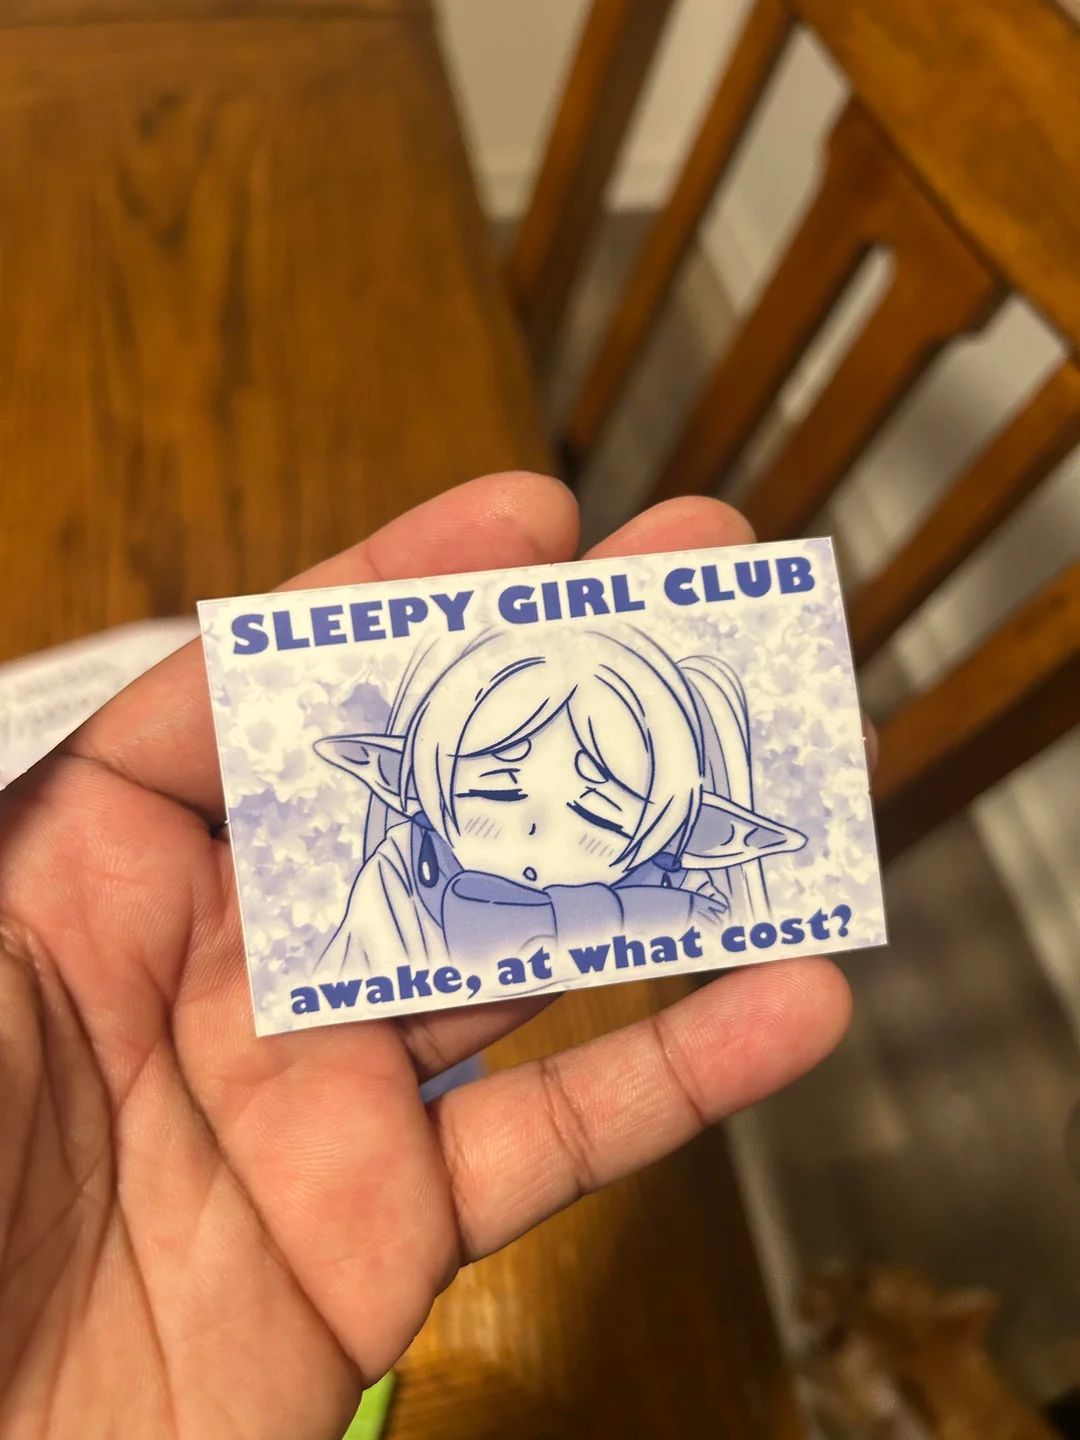 SLEEPY GIRL CLUB
awake, at what cost?